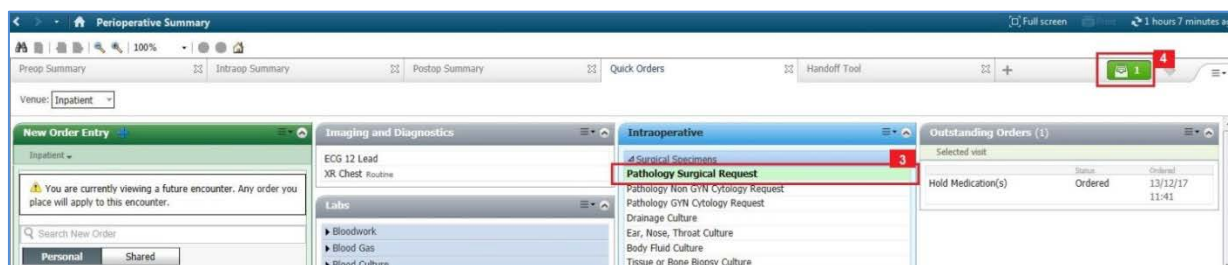 Perioperative Summary
Full screen Print 1 hours 7 minutes a
100%
Preop Summary Intraop Summary Postop Summary Quick Orders Handoff Tool + 1 4
Venue: Inpatient
New Order Entry
Inpatient
You are currently viewing a future encounter. Any order you
place will apply to this encounter.
Search New Order
Personal Shared
Imaging and Diagnostics
ECG 12 Lead
XR Chest Routine
Labs
Bloodwork
Blood Gas
Blood Culture
Intraoperative
Surgical Specimens 3
Pathology Surgical Request
Pathology Non GYN Cytology Request
Pathology GYN Cytology Request
Drainage Culture
Ear, Nose, Throat Culture
Body Fluid Culture
Tissue or Bone Biopsy Culture
Outstanding Orders (1)
Selected visit
Status Ordered
Hold Medication(s) Ordered 13/12/17
11:41